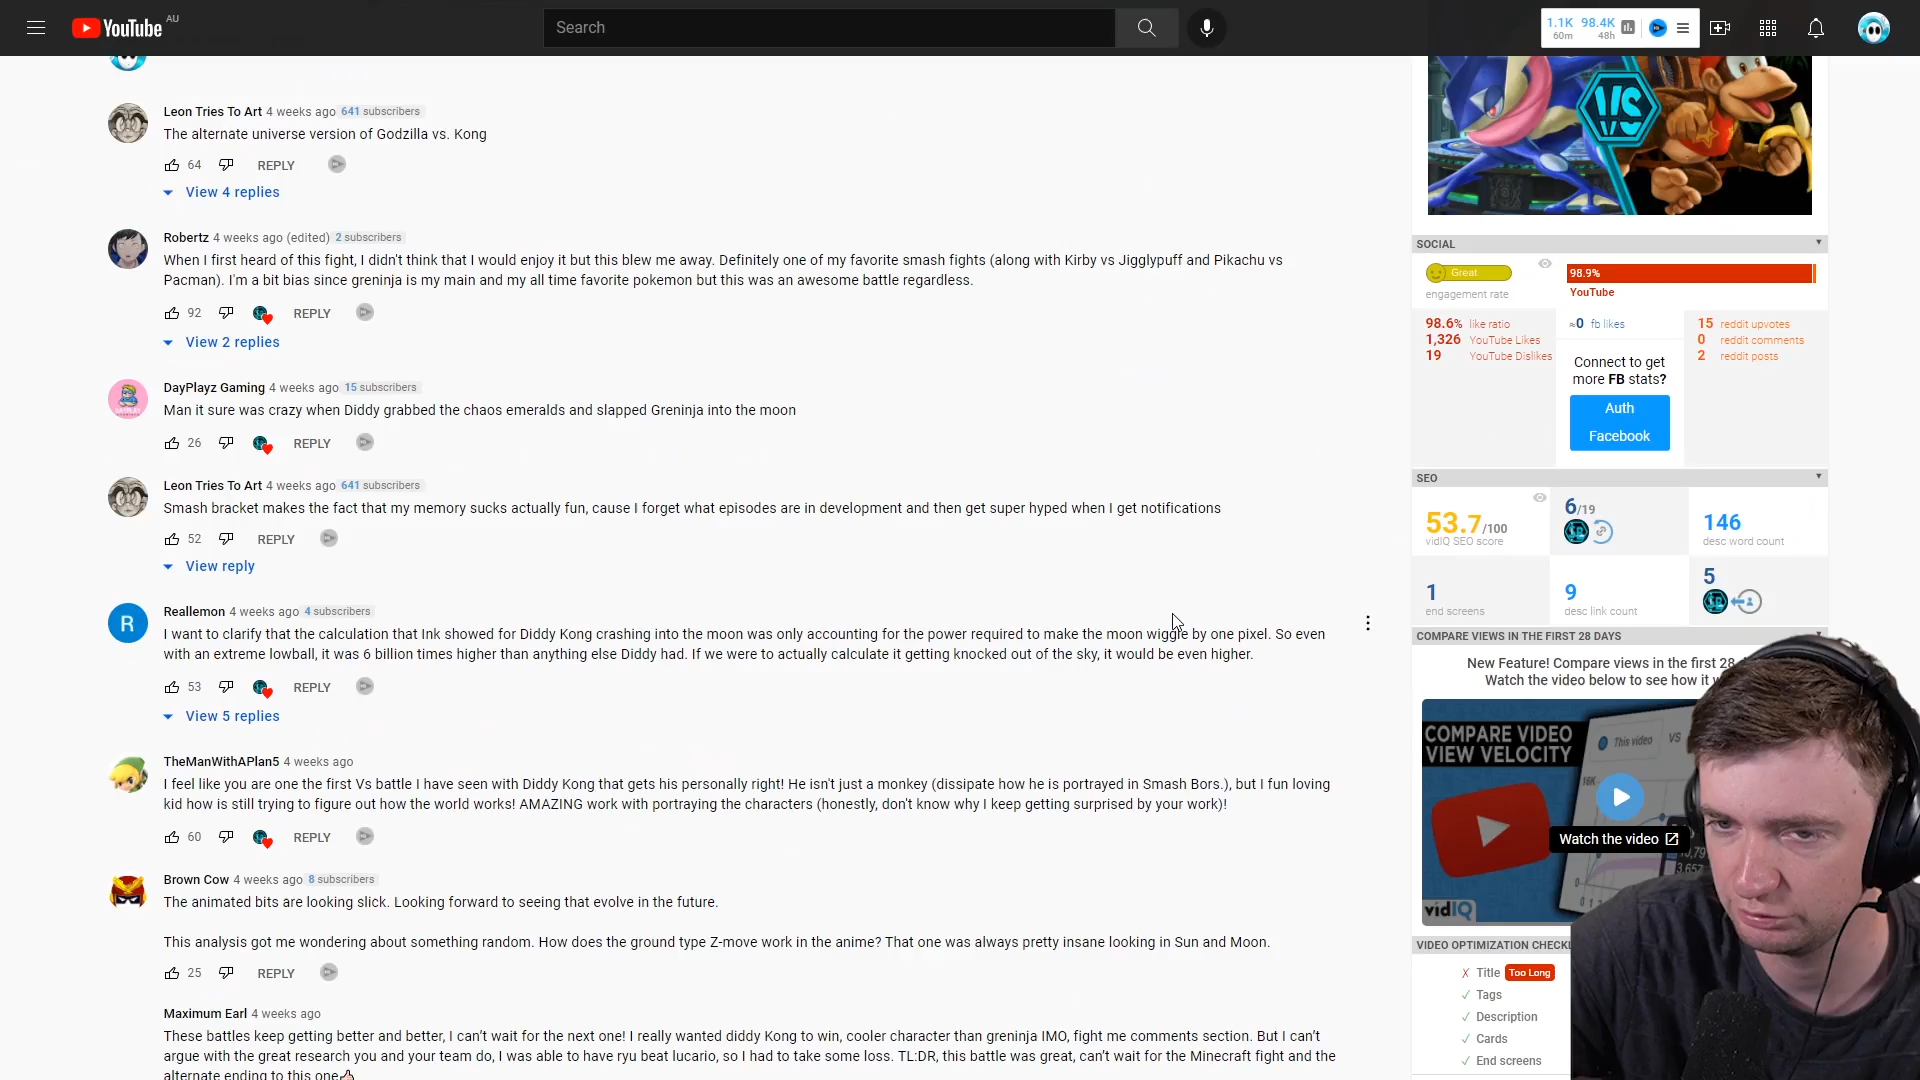 YouTube AU
Search
1.1K 98.4K
60m 48h
Leon Tries To Art 4 weeks ago 641 subscribers
The alternate universe version of Godzilla vs. Kong
64 REPLY
View 4 replies
Robertz 4 weeks ago (edited) 2 subscribers
When I first heard of this fight, I didn't think that I would enjoy it but this blew me away. Definitely one of my favorite smash fights (along with Kirby vs Jigglypuff and Pikachu vs
Pacman). I'm a bit bias since greninja is my main and my all time favorite pokemon but this was an awesome battle regardless.
92 REPLY
View 2 replies
DayPlayz Gaming 4 weeks ago 15 subscribers
Man it sure was crazy when Diddy grabbed the chaos emeralds and slapped Greninja into the moon
26 REPLY
Leon Tries To Art 4 weeks ago 641 subscribers
Smash bracket makes the fact that my memory sucks actually fun, cause I forget what episodes are in development and then get super hyped when I get notifications
52 REPLY
View reply
R
Reallemon 4 weeks ago 4 subscribers
I want to clarify that the calculation that Ink showed for Diddy Kong crashing into the moon was only accounting for the power required to make the moon wiggle by one pixel. So even
with an extreme lowball, it was 6 billion times higher than anything else Diddy had. If we were to actually calculate it getting knocked out of the sky, it would be even higher.
53 REPLY
View 5 replies
TheManWithAPlan5 4 weeks ago
I feel like you are one the first Vs battle I have seen with Diddy Kong that gets his personally right! He isn't just a monkey (dissipate how he is portrayed in Smash Bors.), but I fun loving
kid how is still trying to figure out how the world works! AMAZING work with portraying the characters (honestly, don't know why I keep getting surprised by your work)!
60 REPLY
Brown Cow 4 weeks ago 8 subscribers
The animated bits are looking slick. Looking forward to seeing that evolve in the future.
This analysis got me wondering about something random. How does the ground type Z-move work in the anime? That one was always pretty insane looking in Sun and Moon.
25 REPLY
Maximum Earl 4 weeks ago
These battles keep getting better and better, I can't wait for the next one! I really wanted diddy Kong to win, cooler character than greninja IMO, fight me comments section. But I can't
argue with the great research you and your team do, I was able to have ryu beat lucario, so I had to take some loss. TL:DR, this battle was great, can't wait for the Minecraft fight and the
alternate ending to this one
VS
SOCIAL
Great
engagement rate
98.9%
YouTube
98.6% like ratio
1,326 YouTube Likes
19 YouTube Dislikes
≈0 fb likes
Connect to get
more FB stats?
Auth
Facebook
15 reddit upvotes
0 reddit comments
2 reddit posts
SEO
53.7/100
vidIQ SEO score
6/19
146
desc word count
1
end screens
9
desc link count
5
COMPARE VIEWS IN THE FIRST 28 DAYS
New Feature! Compare views in the first 28
Watch the video below to see how it
COMPARE VIDEO
VIEW VELOCITY
This video VS
16K
Watch the video
vidIQ
VIDEO OPTIMIZATION
Title Too Long
Tags
Description
Cards
End screens